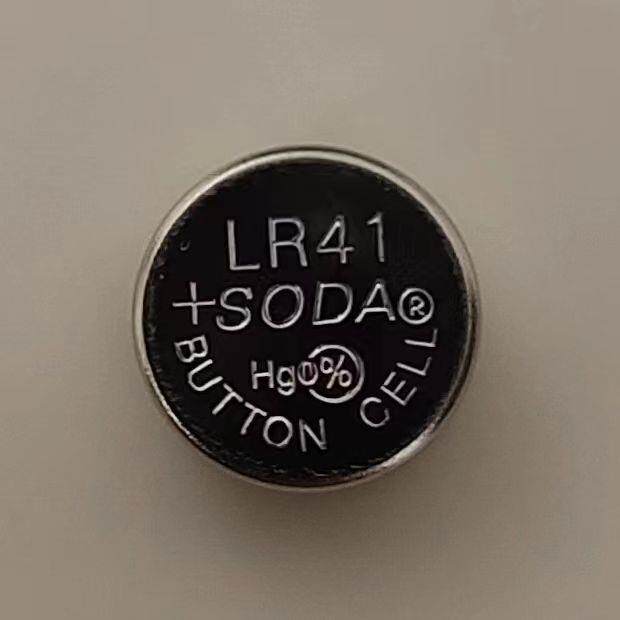 LR41
+SODA®
Hg0%
BUTTON CELL